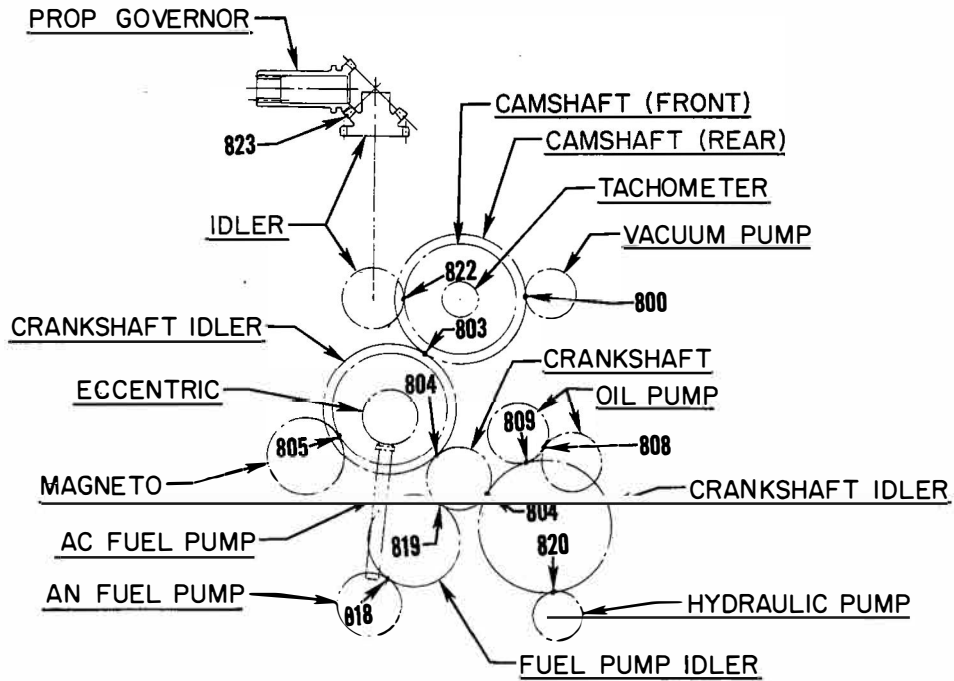 PROP GOVERNOR
CAMSHAFT (FRONT)
823
CAMSHAFT (REAR)
TACHOMETER
IDLER
VACUUM PUMP
822
800
CRANKSHAFT IDLER
803
CRANKSHAFT
804
ECCENTRIC
OIL PUMP
809
805
808
MAGNETO
CRANKSHAFT IDLER
804
AC FUEL PUMP
819
820
AN FUEL PUMP
018
HYDRAULIC PUMP
FUEL PUMP IDLER